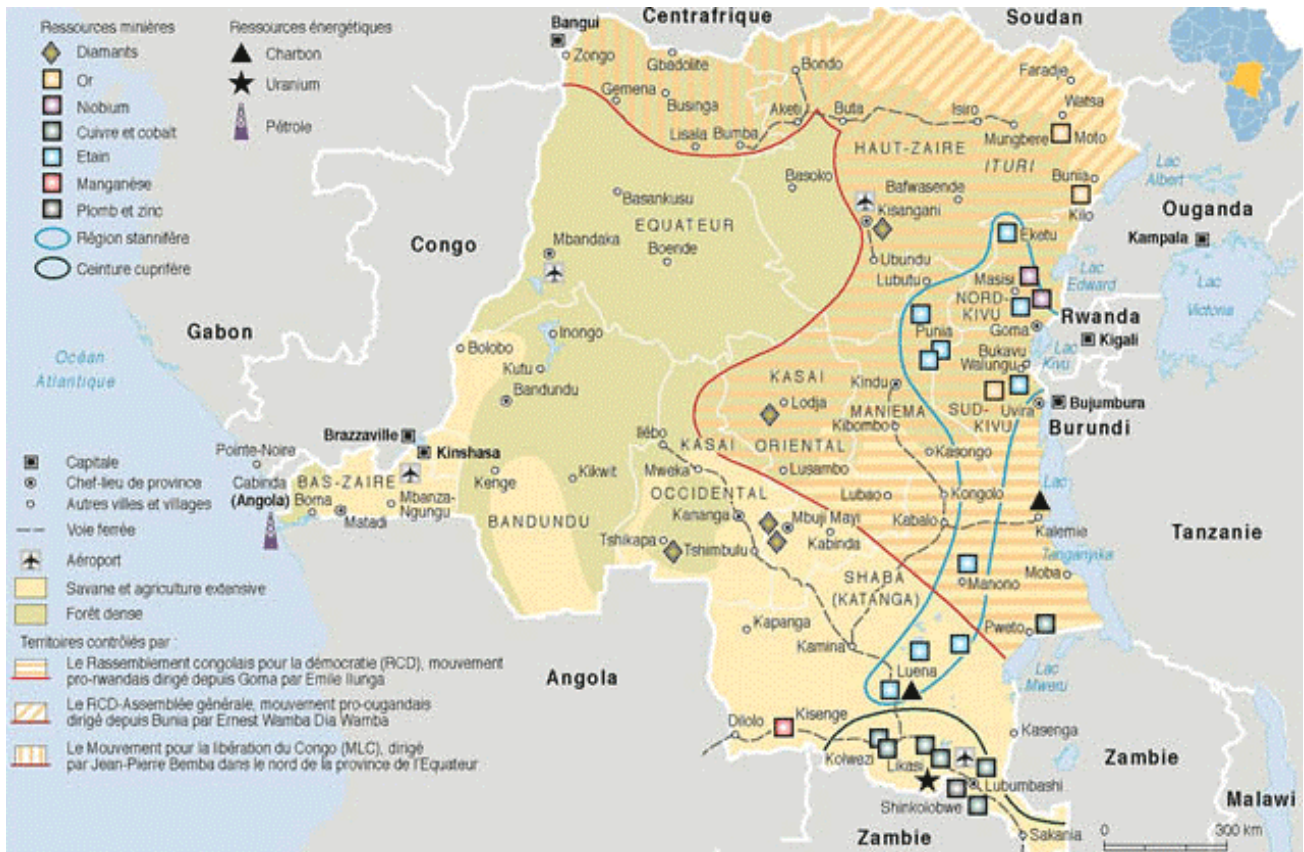 Ressources minières
Diamants
Or
Niobium
Cuivre et cobalt
Etain
Manganèse
Plomb et zinc
Région stannifère
Ceinture cuprifère
Ressources énergétiques
Charbon
Uranium
Pétrole
Centrafrique
Soudan
Bangui
Zongo
Gbadolite
Bondo
Faradje
Gemena
Businga
Aketi
Buta
Isiro
Watsa
Lisala
Bumba
Mungbere
Moto
HAUT-ZAIRE
ITURI
Lac
Albert
Basoko
Bafwasende
Bunia
Basankusu
Kisangani
Kilo
Ouganda
EQUATEUR
Congo
Mbandaka
Boende
Eketu
Kampala
Ubundu
Lubutu
Masisi
Lac
Edward
Lac
Victoria
NORD-
KIVU
Gabon
Inongo
Punia
Goma
Rwanda
Kigali
Océan
Atlantique
Bolobo
Kutu
Bukavu
Walungu
Lac
Kivu
Bandundu
KASAI
Kindu
Lodja
MANIEMA
SUD-
KIVU
Uvira
Bujumbura
Brazzaville
Kinshasa
Ilébo
KASAI
ORIENTAL
Kibombo
Burundi
Pointe-Noire
Cabinda
(Angola)
BAS-ZAIRE
Boma
Matadi
Mbanza-
Ngungu
Kenge
Kikwit
Mweka
Lusambo
Kasongo
OCCIDENTAL
Lubao
Kongolo
Lac
BANDUNDU
Kananga
Mbuji Mayi
Kabalo
Kalemie
Tanzanie
Tshikapa
Tshimbulu
Kabinda
Tanganyika
SHABA
(KATANGA)
Manono
Moba
Kapanga
Pweto
Kamina
Angola
Luena
Lac
Mweru
Dilolo
Kisenge
Kasenga
Kolwezi
Likasi
Lubumbashi
Zambie
Shinkolobwe
Malawi
Zambie
Sakania
0
300 km
Capitale
Chef-lieu de province
Autres villes et villages
Voie ferrée
Aéroport
Savane et agriculture extensive
Forêt dense
Territoires contrôlés par :
Le Rassemblement congolais pour la démocratie (RCD), mouvement
pro-rwandais dirigé depuis Goma par Emile Ilunga
Le RCD-Assemblée générale, mouvement pro-ougandais
dirigé depuis Bunia par Ernest Wamba Dia Wamba
Le Mouvement pour la libération du Congo (MLC), dirigé
par Jean-Pierre Bemba dans le nord de la province de l'Equateur